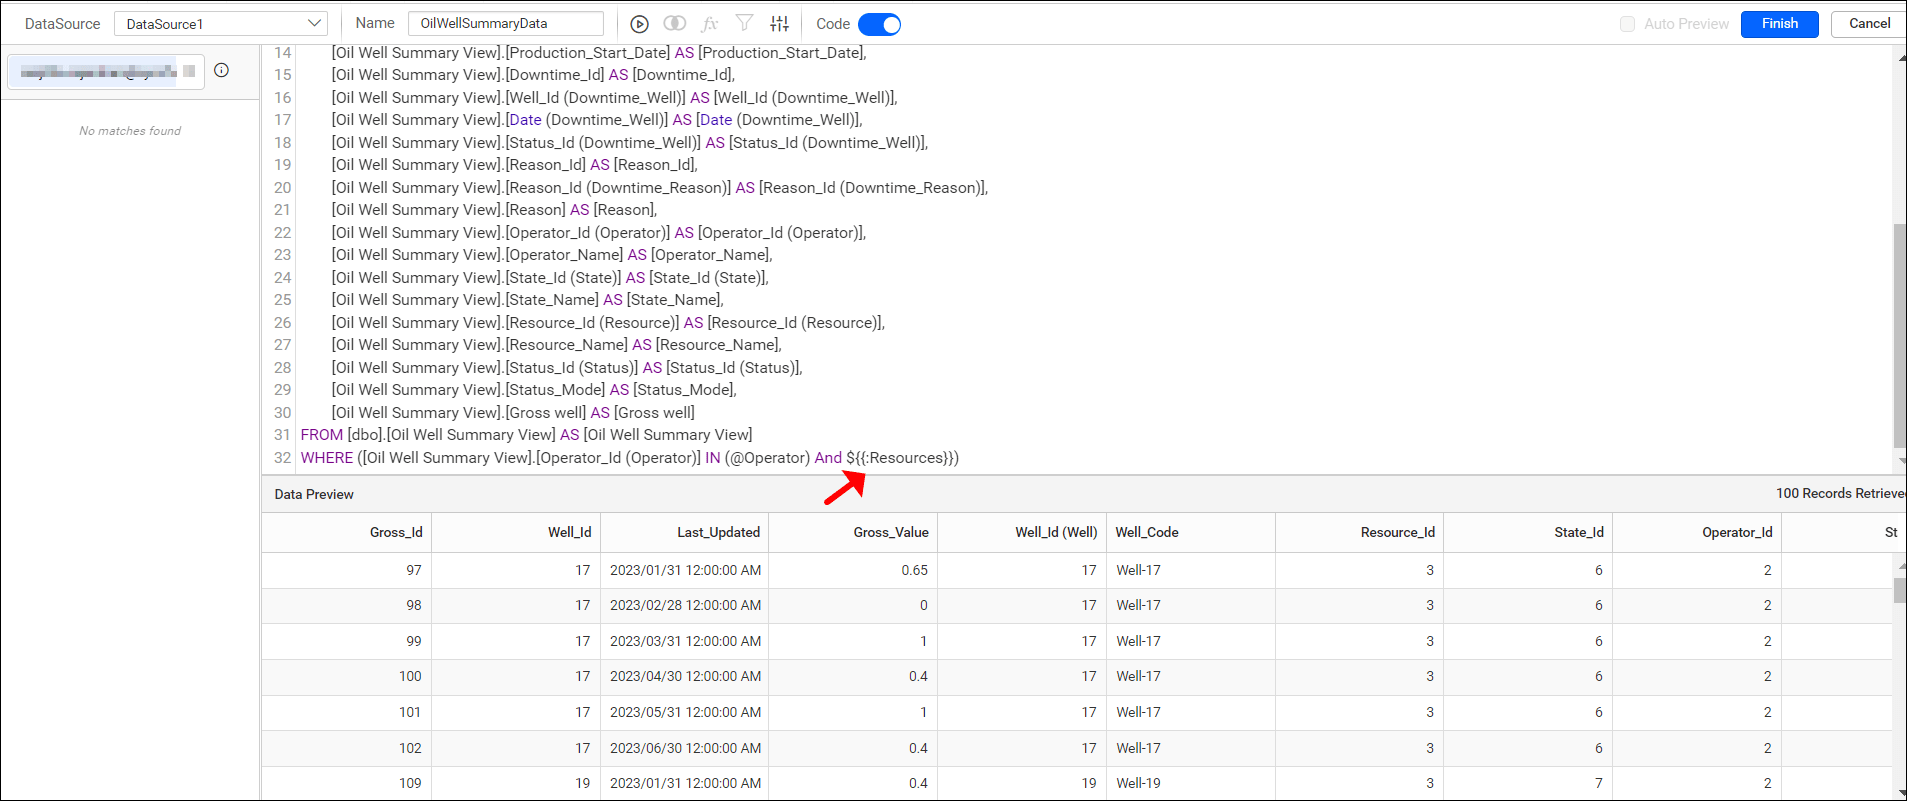 DataSource DataSource1 Name OilWellSummaryData fx Code Auto Preview Finish Cancel
No matches found
14 [Oil Well Summary View].[Production_Start_Date] AS [Production_Start_Date],
15 [Oil Well Summary View].[Downtime_Id] AS [Downtime_Id],
16 [Oil Well Summary View].[Well_Id (Downtime_Well)] AS [Well_Id (Downtime_Well)],
17 [Oil Well Summary View].[Date (Downtime_Well)] AS [Date (Downtime_Well)],
18 [Oil Well Summary View].[Status_Id (Downtime_Well)] AS [Status_Id (Downtime_Well)],
19 [Oil Well Summary View].[Reason_Id] AS [Reason_Id],
20 [Oil Well Summary View].[Reason_Id (Downtime_Reason)] AS [Reason_Id (Downtime_Reason)],
21 [Oil Well Summary View].[Reason] AS [Reason],
22 [Oil Well Summary View].[Operator_Id (Operator)] AS [Operator_Id (Operator)],
23 [Oil Well Summary View].[Operator_Name] AS [Operator_Name],
24 [Oil Well Summary View].[State_Id (State)] AS [State_Id (State)],
25 [Oil Well Summary View].[State_Name] AS [State_Name],
26 [Oil Well Summary View].[Resource_Id (Resource)] AS [Resource_Id (Resource)],
27 [Oil Well Summary View].[Resource_Name] AS [Resource_Name],
28 [Oil Well Summary View].[Status_Id (Status)] AS [Status_Id (Status)],
29 [Oil Well Summary View].[Status_Mode] AS [Status_Mode],
30 [Oil Well Summary View].[Gross well] AS [Gross well]
31 FROM [dbo].[Oil Well Summary View] AS [Oil Well Summary View]
32 WHERE ([Oil Well Summary View].[Operator_Id (Operator)] IN (@Operator) And ${{:Resources}})
Data Preview 100 Records Retrieve
Gross_Id Well_Id Last_Updated Gross_Value Well_Id (Well) Well_Code Resource_Id State_Id Operator_Id St
97 17 2023/01/31 12:00:00 AM 0.65 17 Well-17 3 6 2
98 17 2023/02/28 12:00:00 AM 0 17 Well-17 3 6 2
99 17 2023/03/31 12:00:00 AM 1 17 Well-17 3 6 2
100 17 2023/04/30 12:00:00 AM 0.4 17 Well-17 3 6 2
101 17 2023/05/31 12:00:00 AM 1 17 Well-17 3 6 2
102 17 2023/06/30 12:00:00 AM 0.4 17 Well-17 3 6 2
109 19 2023/01/31 12:00:00 AM 0.4 19 Well-19 3 7 2